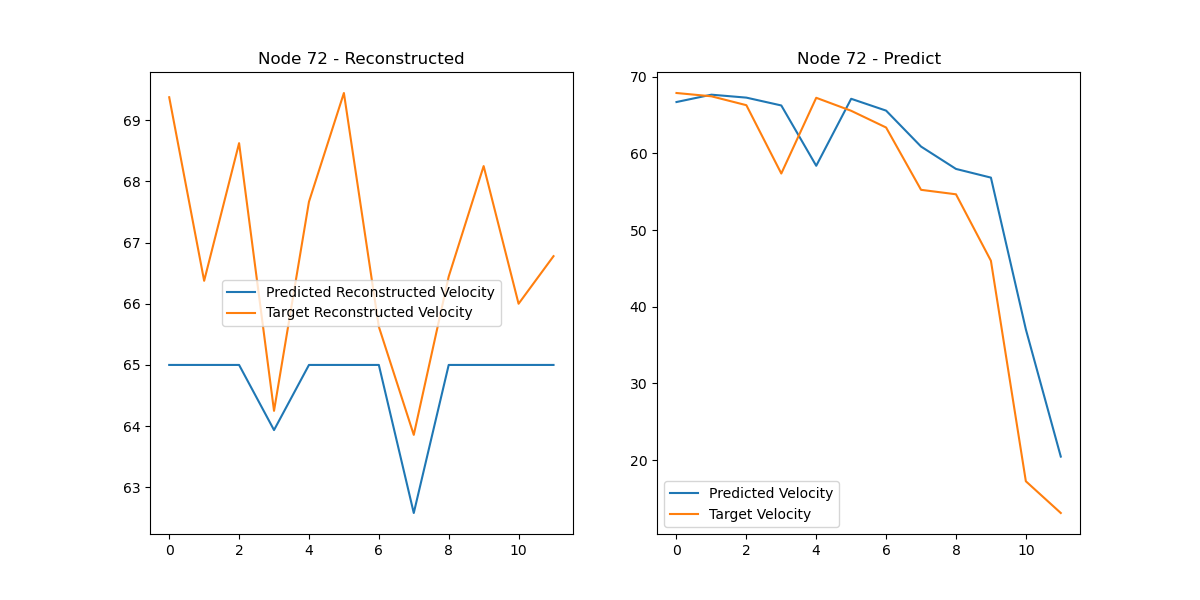 Node 72 - Reconstructed
69
68
67
66
65
64
63
0 2 4 6 8 10
Predicted Reconstructed Velocity
Target Reconstructed Velocity
Node 72 - Predict
70
60
50
40
30
20
0 2 4 6 8 10
Predicted Velocity
Target Velocity